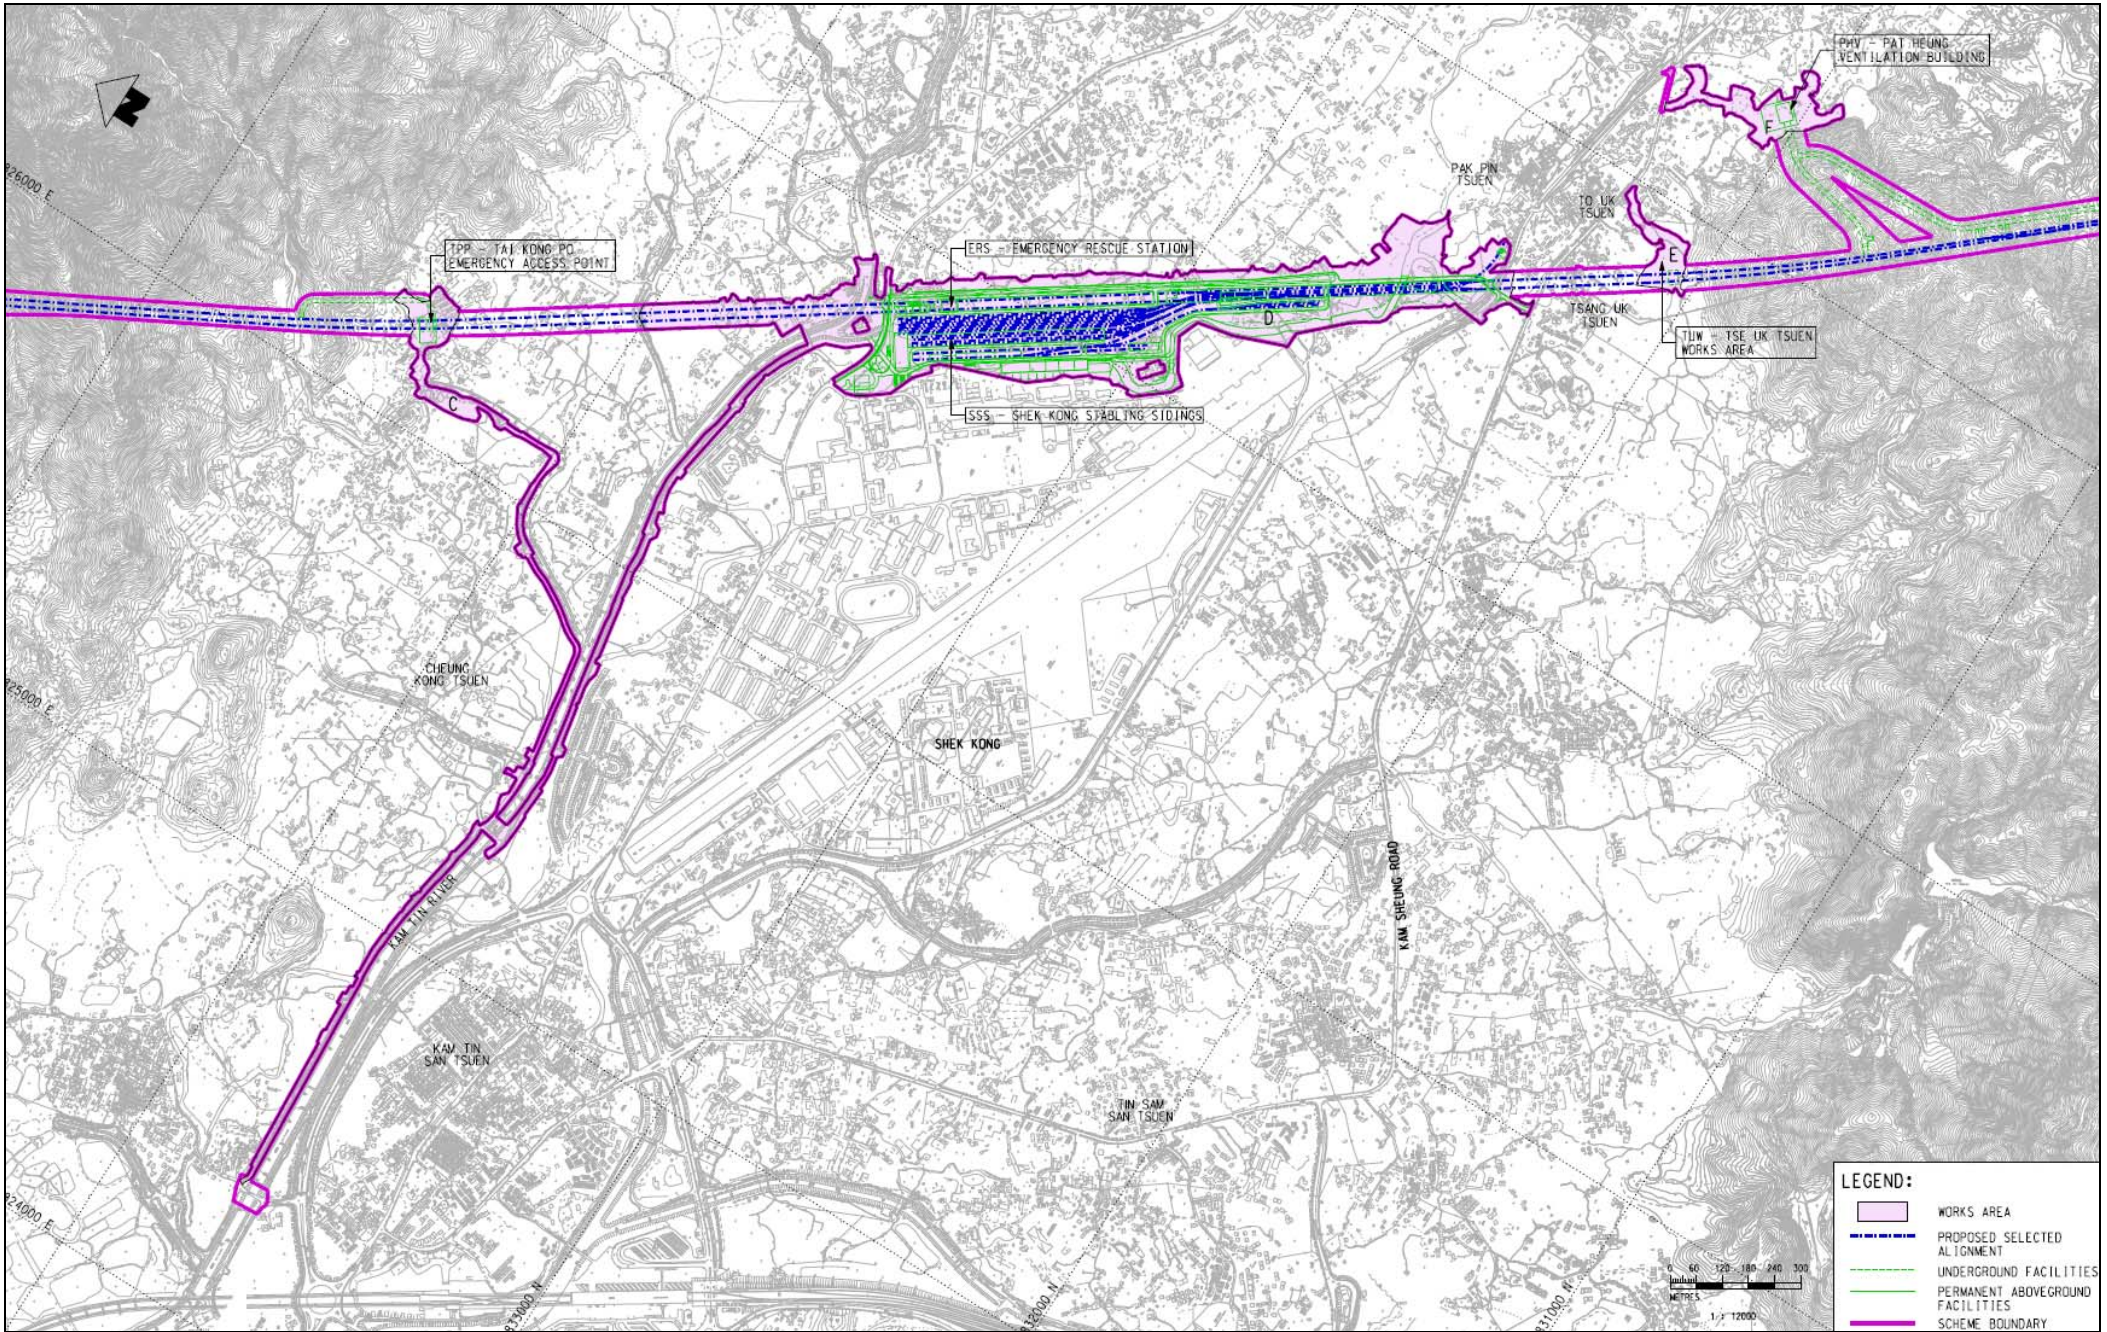 PHV - PAT HEUNG
VENTILATION BUILDING
N
F
826000 E
PAK PIN
TSUEN
TO UK
TSUEN
TPP - TAI KONG PO
EMERGENCY ACCESS POINT
ERS - EMERGENCY RESCUE STATION
E
TSANG UK
TSUEN
D
TUW - TSE UK TSUEN
WORKS AREA
C
SSS - SHEK KONG STABLING SIDINGS
CHEUNG
KONG TSUEN
825000 E
SHEK KONG
KAM SHEUNG ROAD
KAM TIN RIVER
KAM TIN
SAN TSUEN
TIN SAM
SAN TSUEN
824000 E
833000 N
832000 N
831000 N
LEGEND:
WORKS AREA
PROPOSED SELECTED
ALIGNMENT
UNDERGROUND FACILITIES
PERMANENT ABOVEGROUND
FACILITIES
SCHEME BOUNDARY
0 60 120 180 240 300
METRES
1 : 12000